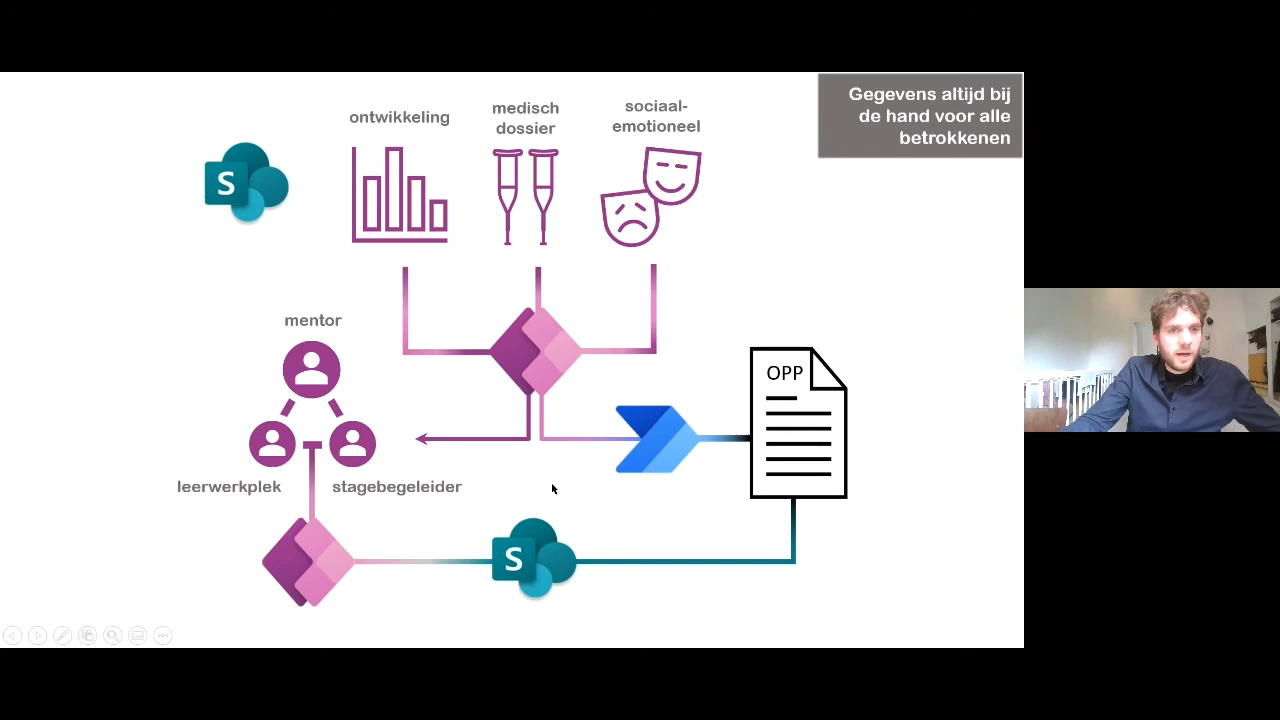 Gegevens altijd bij
de hand voor alle
betrokkenen
ontwikkeling
medisch
dossier
sociaal-
emotioneel
S
mentor
OPP
leerwerkplek
stagebegeleider
S